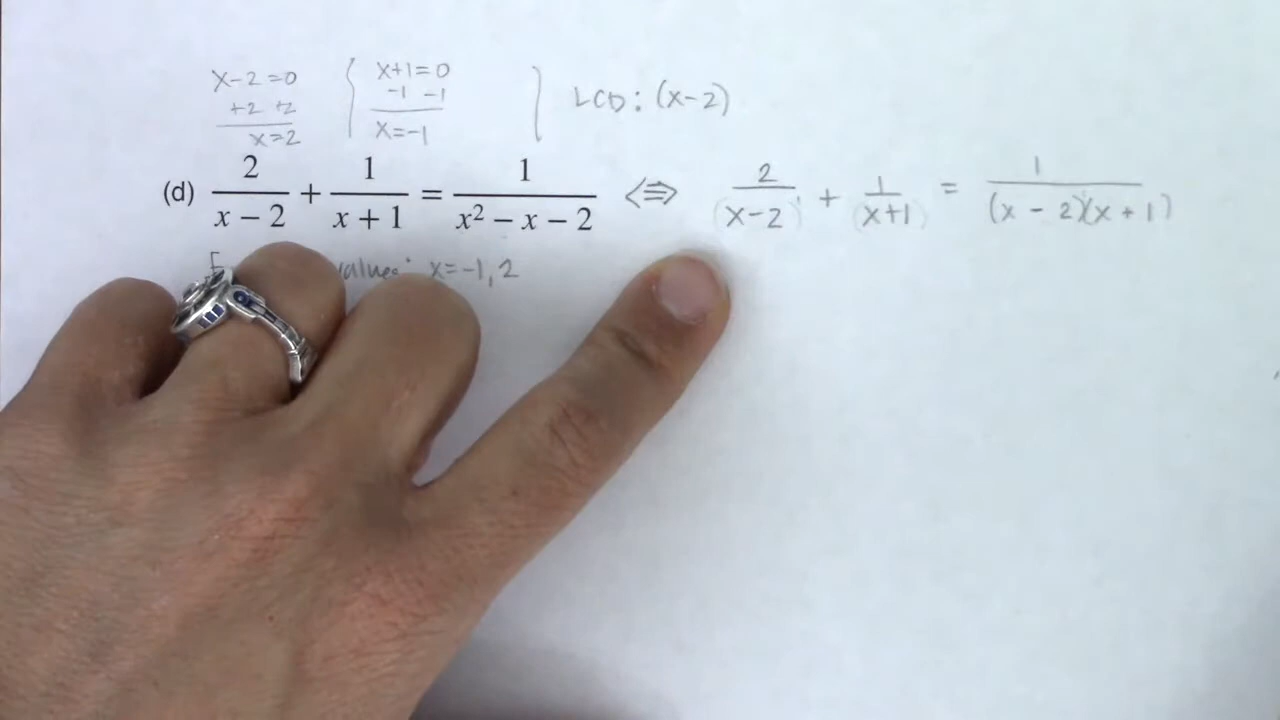 x-2=0 x+1=0 LCD: (x-2)
+2 +2 -1 -1
x=2 x=-1
(d) 2/(x − 2) + 1/(x + 1) = 1/(x² − x − 2) ⟺ 2/(x-2) + 1/(x+1) = 1/((x - 2)(x + 1))
values: x=-1,2